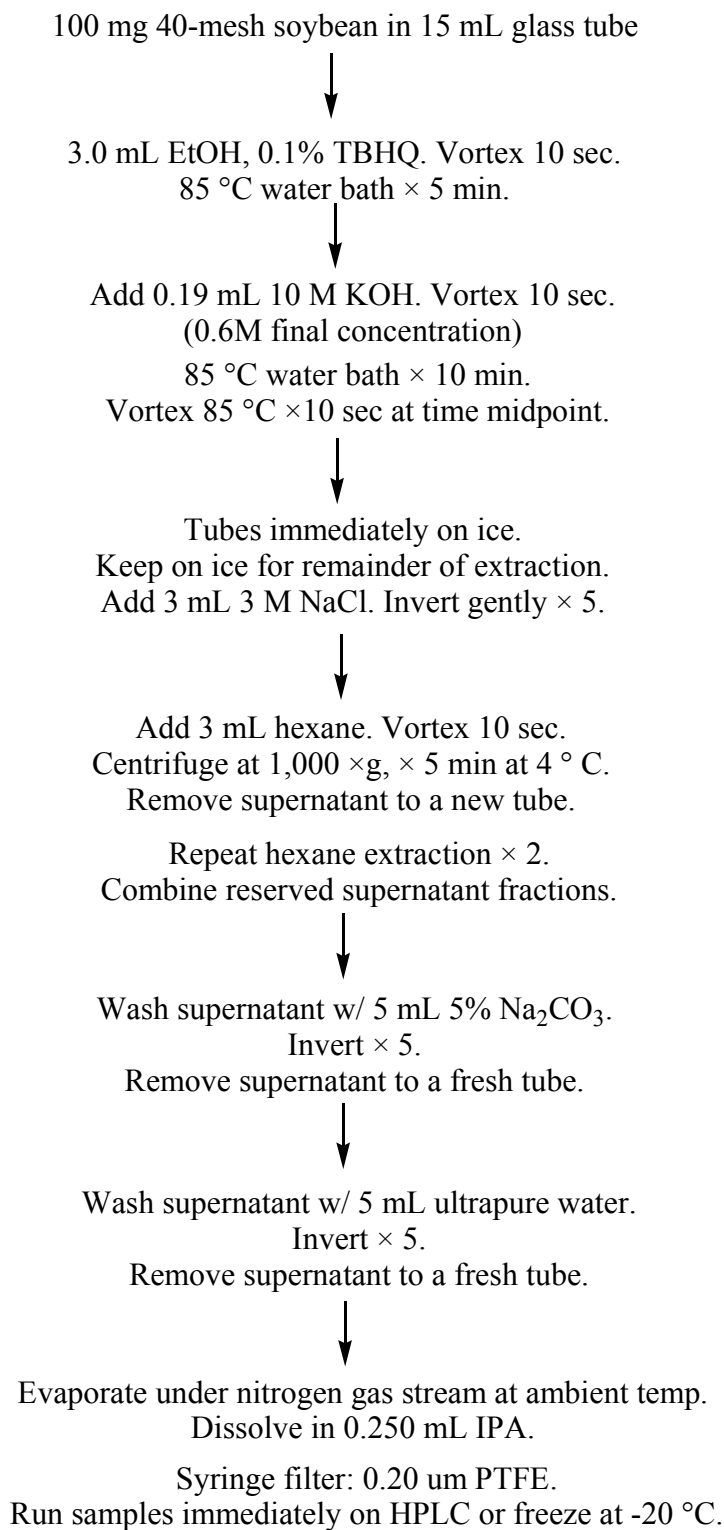 100 mg 40-mesh soybean in 15 mL glass tube
3.0 mL EtOH, 0.1% TBHQ. Vortex 10 sec.
85 °C water bath × 5 min.
Add 0.19 mL 10 M KOH. Vortex 10 sec.
(0.6M final concentration)
85 °C water bath × 10 min.
Vortex 85 °C ×10 sec at time midpoint.
Tubes immediately on ice.
Keep on ice for remainder of extraction.
Add 3 mL 3 M NaCl. Invert gently × 5.
Add 3 mL hexane. Vortex 10 sec.
Centrifuge at 1,000 ×g, × 5 min at 4 ° C.
Remove supernatant to a new tube.
Repeat hexane extraction × 2.
Combine reserved supernatant fractions.
Wash supernatant w/ 5 mL 5% Na₂CO₃.
Invert × 5.
Remove supernatant to a fresh tube.
Wash supernatant w/ 5 mL ultrapure water.
Invert × 5.
Remove supernatant to a fresh tube.
Evaporate under nitrogen gas stream at ambient temp.
Dissolve in 0.250 mL IPA.
Syringe filter: 0.20 um PTFE.
Run samples immediately on HPLC or freeze at -20 °C.